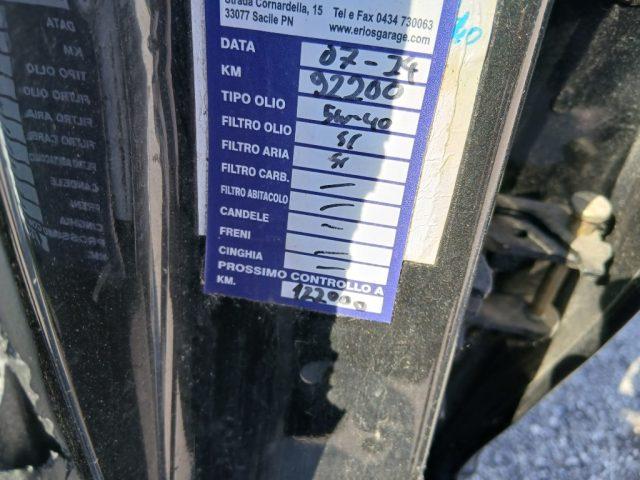 Strada Cornardella, 15 Tel e Fax 0434 730063
33077 Sacile PN www.eriosgarage.com
DATA 07-14
KM 92200
TIPO OLIO 5W-40
FILTRO OLIO SI
FILTRO ARIA SI
FILTRO CARB. /
FILTRO ABITACOLO /
CANDELE /
FRENI /
CINGHIA /
PROSSIMO CONTROLLO A
KM. 122000